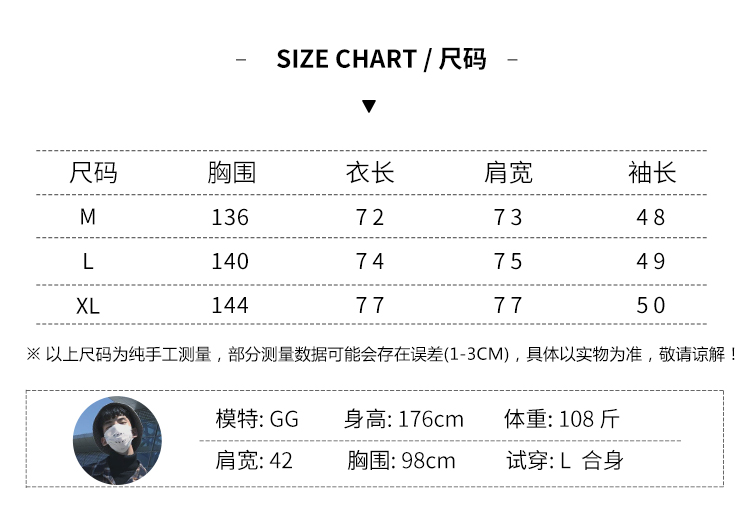 – SIZE CHART / 尺码 –
尺码 胸围 衣长 肩宽 袖长
M 136 72 73 48
L 140 74 75 49
XL 144 77 77 50
※ 以上尺码为纯手工测量，部分测量数据可能会存在误差(1-3CM)，具体以实物为准，敬请谅解！
模特: GG 身高: 176cm 体重: 108 斤
肩宽: 42 胸围: 98cm 试穿: L 合身